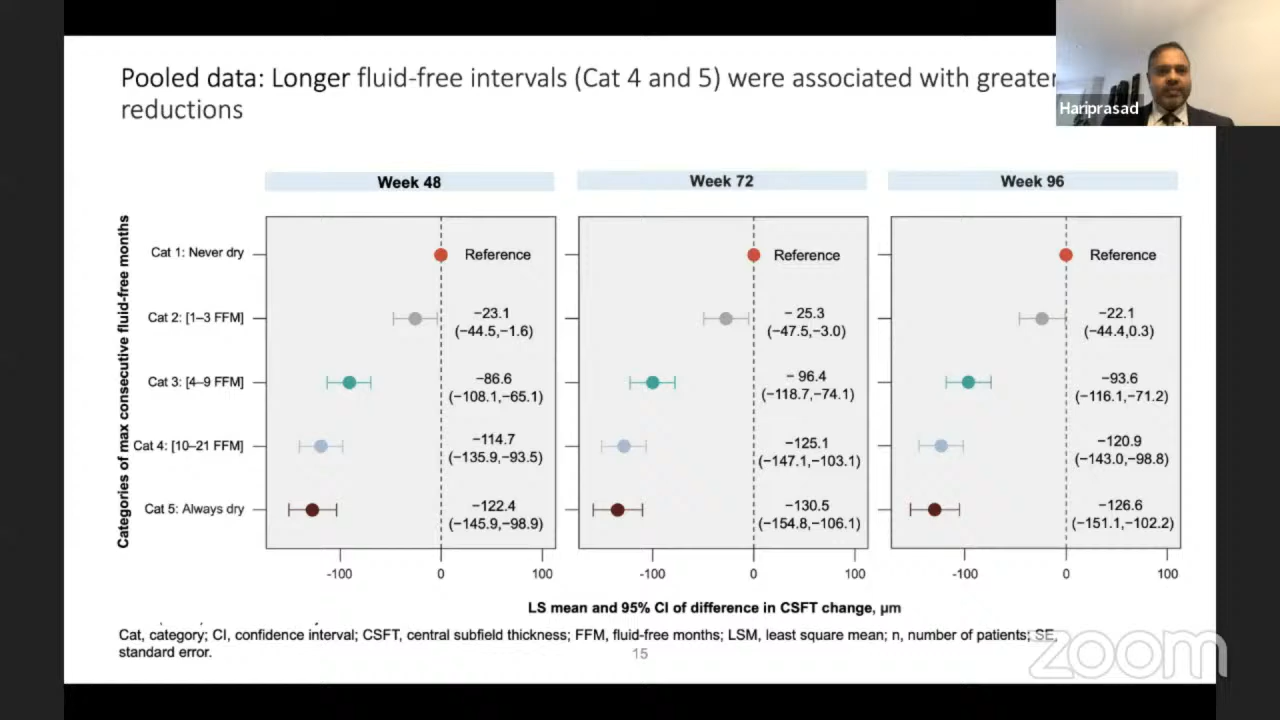 Pooled data: Longer fluid-free intervals (Cat 4 and 5) were associated with greater
reductions
Hariprasad
Week 48
Week 72
Week 96
Categories of max consecutive fluid-free months
Cat 1: Never dry
Reference
Reference
Reference
Cat 2: [1–3 FFM]
−23.1
(−44.5,−1.6)
− 25.3
(−47.5,−3.0)
−22.1
(−44.4,0.3)
Cat 3: [4–9 FFM]
−86.6
(−108.1,−65.1)
− 96.4
(−118.7,−74.1)
−93.6
(−116.1,−71.2)
Cat 4: [10–21 FFM]
−114.7
(−135.9,−93.5)
−125.1
(−147.1,−103.1)
−120.9
(−143.0,−98.8)
Cat 5: Always dry
−122.4
(−145.9,−98.9)
−130.5
(−154.8,−106.1)
−126.6
(−151.1,−102.2)
-100 0 100
-100 0 100
-100 0 100
LS mean and 95% CI of difference in CSFT change, μm
Cat, category; CI, confidence interval; CSFT, central subfield thickness; FFM, fluid-free months; LSM, least square mean; n, number of patients; SE,
standard error.
15
zoom